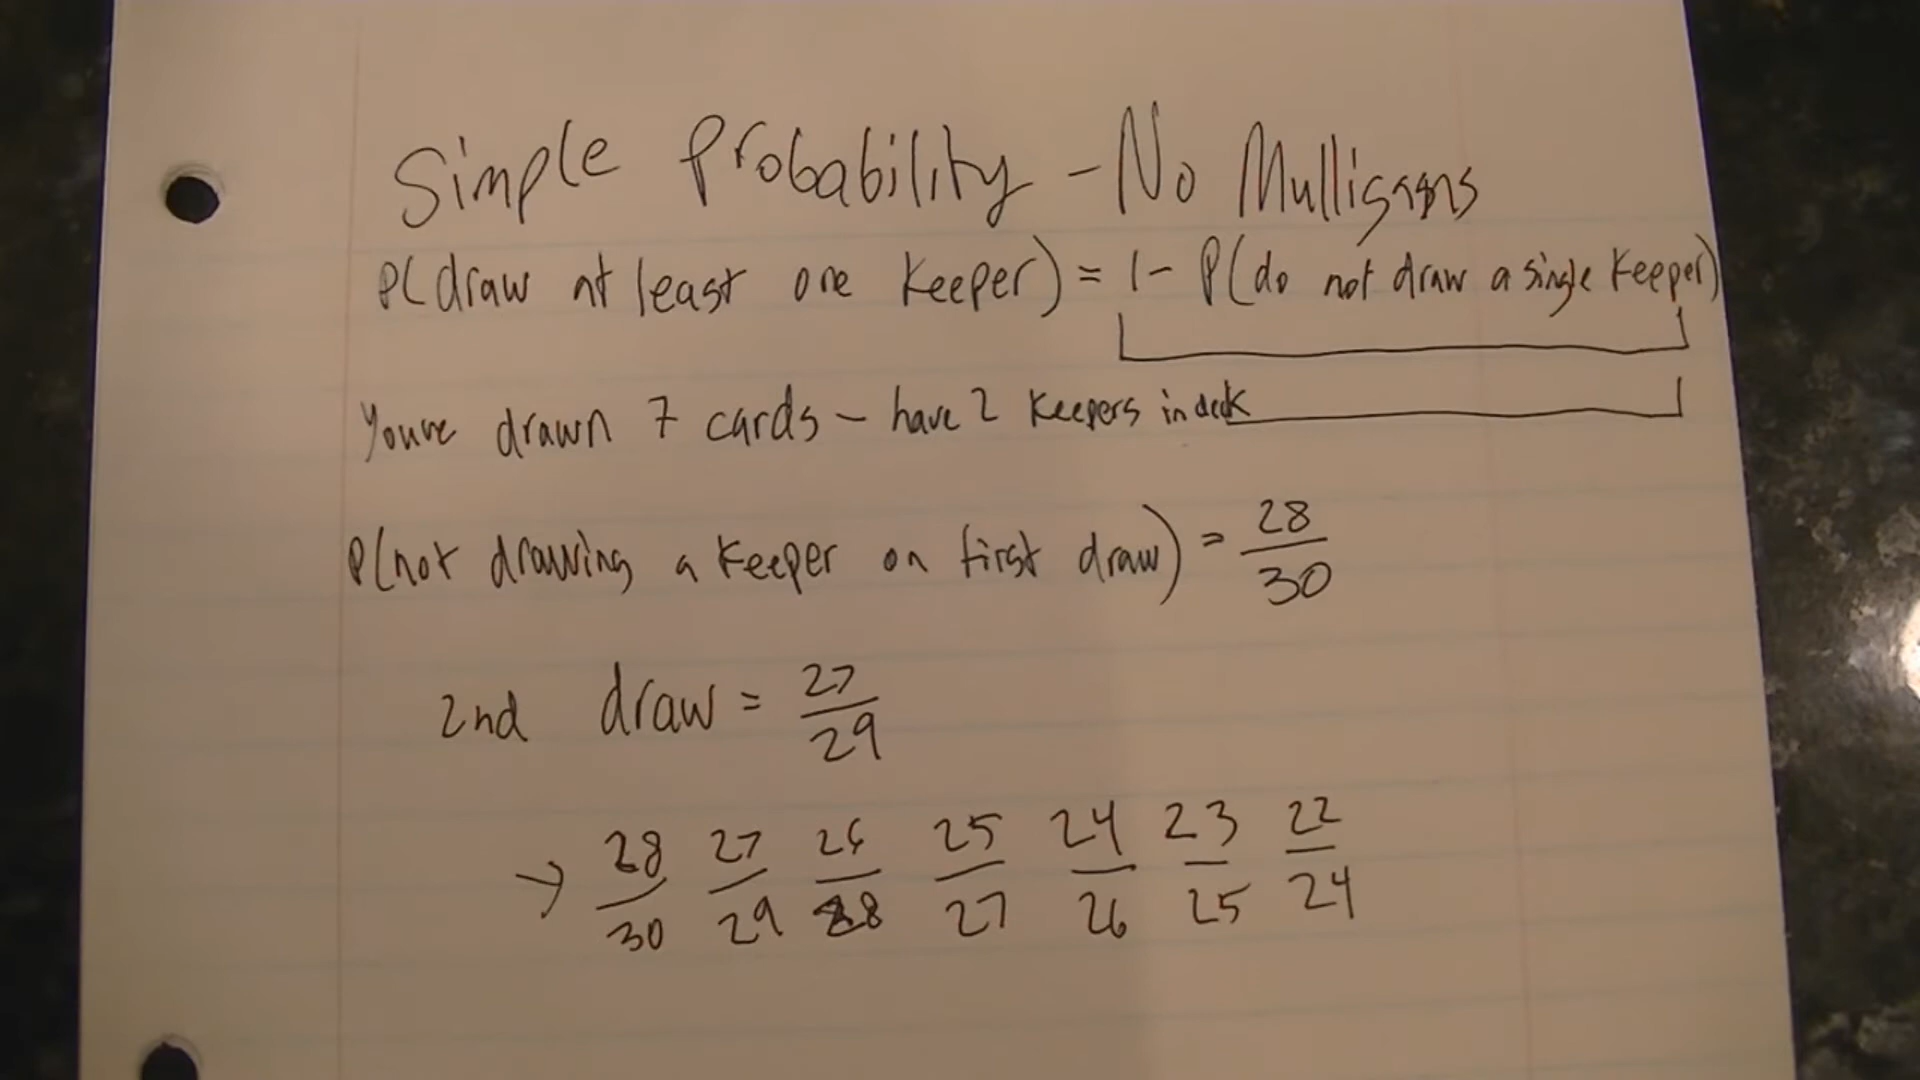 Simple Probability - No Mulligans
P(draw at least one keeper) = 1 - P(do not draw a single keeper)
Youve drawn 7 cards - have 2 keepers in deck
P(not drawing a keeper on first draw) = 28/30
2nd draw = 27/29
→ 28/30 27/29 26/28 25/27 24/26 23/25 22/24